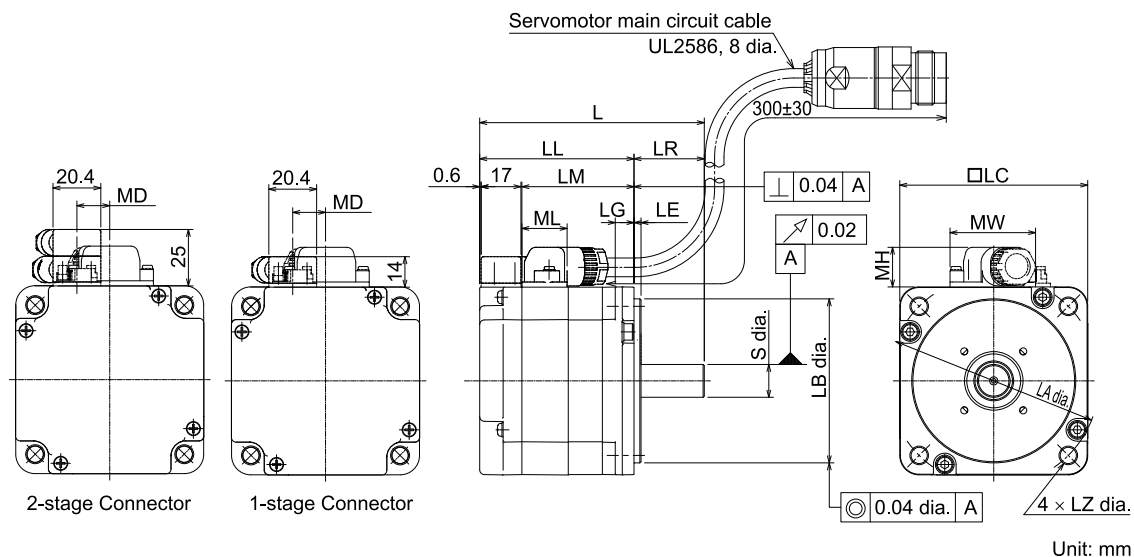 Servomotor main circuit cable
UL2586, 8 dia.
300±30
L
LL
LR
0.6
17
LM
⊥ 0.04 A
ML
LG
LE
↗ 0.02
A
20.4
MD
25
20.4
MD
14
S dia.
LB dia.
◎ 0.04 dia. A
□LC
MW
MH
LA dia.
4 × LZ dia.
2-stage Connector
1-stage Connector
Unit: mm